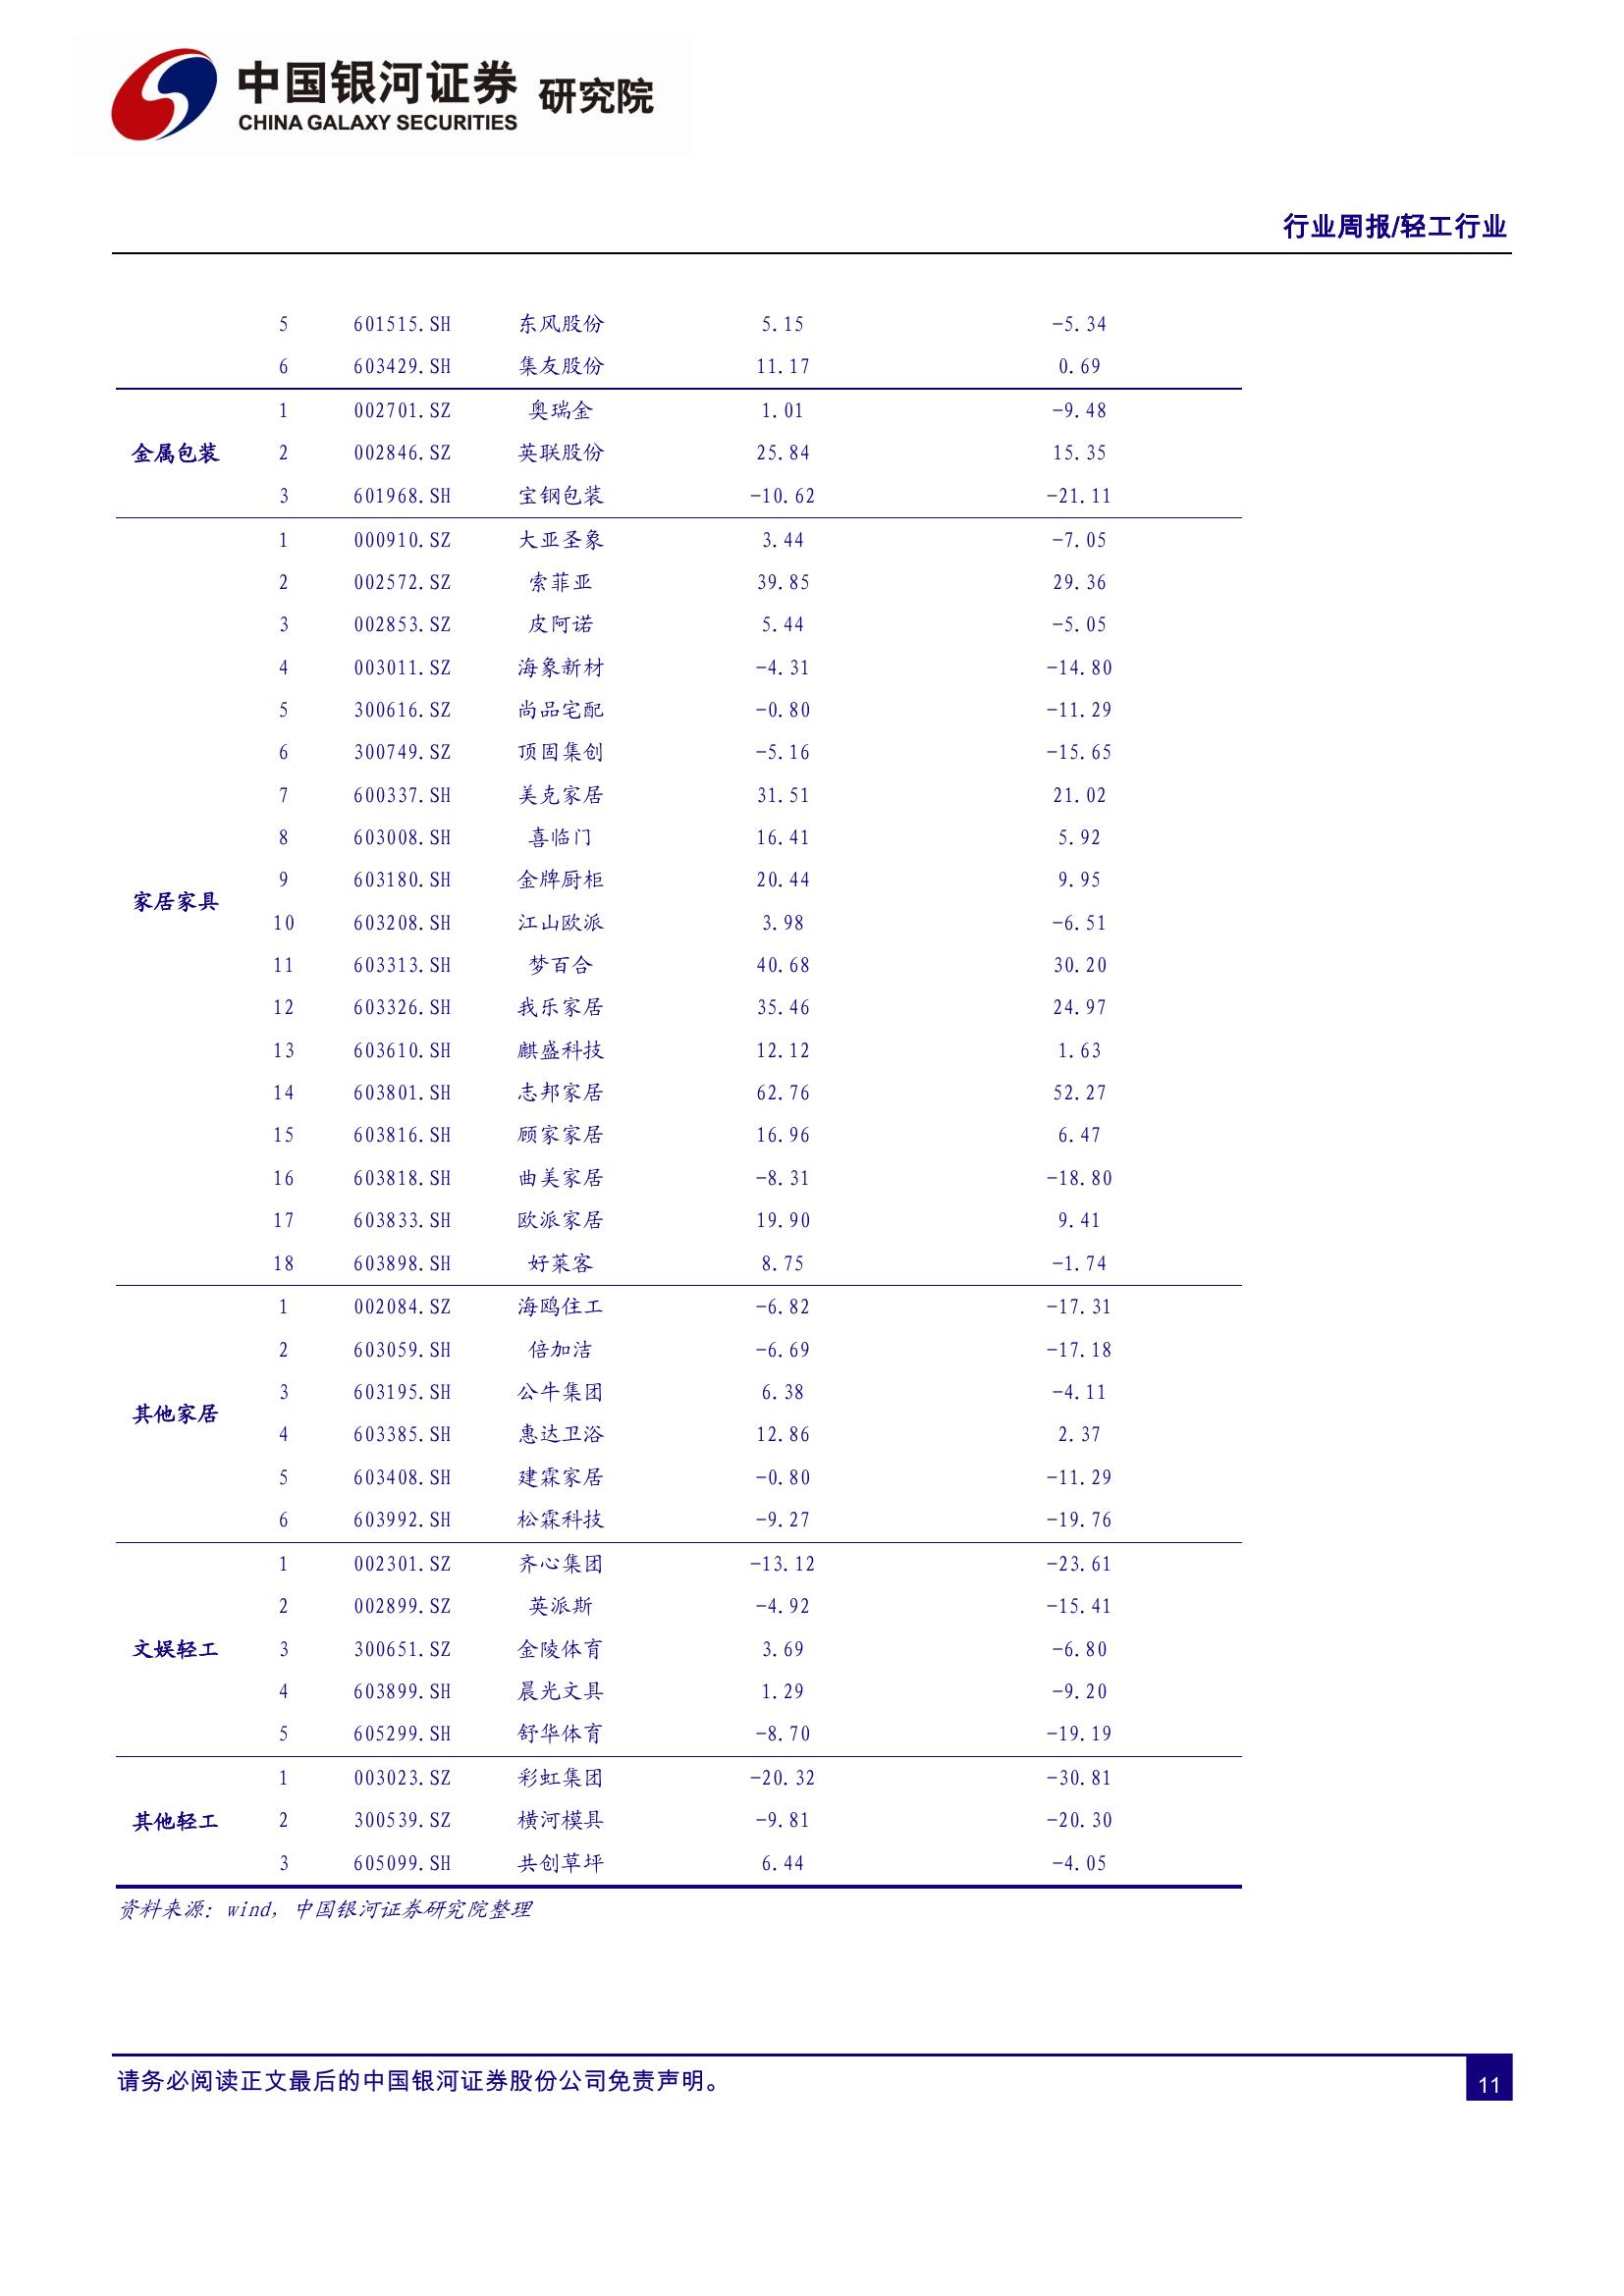 中国银河证券 研究院
CHINA GALAXY SECURITIES
行业周报/轻工行业
5 601515.SH 东风股份 5.15 -5.34
6 603429.SH 集友股份 11.17 0.69
1 002701.SZ 奥瑞金 1.01 -9.48
金属包装 2 002846.SZ 英联股份 25.84 15.35
3 601968.SH 宝钢包装 -10.62 -21.11
1 000910.SZ 大亚圣象 3.44 -7.05
2 002572.SZ 索菲亚 39.85 29.36
3 002853.SZ 皮阿诺 5.44 -5.05
4 003011.SZ 海象新材 -4.31 -14.80
5 300616.SZ 尚品宅配 -0.80 -11.29
6 300749.SZ 顶固集创 -5.16 -15.65
7 600337.SH 美克家居 31.51 21.02
8 603008.SH 喜临门 16.41 5.92
9 603180.SH 金牌厨柜 20.44 9.95
家居家具
10 603208.SH 江山欧派 3.98 -6.51
11 603313.SH 梦百合 40.68 30.20
12 603326.SH 我乐家居 35.46 24.97
13 603610.SH 麒盛科技 12.12 1.63
14 603801.SH 志邦家居 62.76 52.27
15 603816.SH 顾家家居 16.96 6.47
16 603818.SH 曲美家居 -8.31 -18.80
17 603833.SH 欧派家居 19.90 9.41
18 603898.SH 好莱客 8.75 -1.74
1 002084.SZ 海鸥住工 -6.82 -17.31
2 603059.SH 倍加洁 -6.69 -17.18
3 603195.SH 公牛集团 6.38 -4.11
其他家居
4 603385.SH 惠达卫浴 12.86 2.37
5 603408.SH 建霖家居 -0.80 -11.29
6 603992.SH 松霖科技 -9.27 -19.76
1 002301.SZ 齐心集团 -13.12 -23.61
2 002899.SZ 英派斯 -4.92 -15.41
文娱轻工 3 300651.SZ 金陵体育 3.69 -6.80
4 603899.SH 晨光文具 1.29 -9.20
5 605299.SH 舒华体育 -8.70 -19.19
1 003023.SZ 彩虹集团 -20.32 -30.81
其他轻工 2 300539.SZ 横河模具 -9.81 -20.30
3 605099.SH 共创草坪 6.44 -4.05
资料来源：wind，中国银河证券研究院整理
请务必阅读正文最后的中国银河证券股份公司免责声明。
11